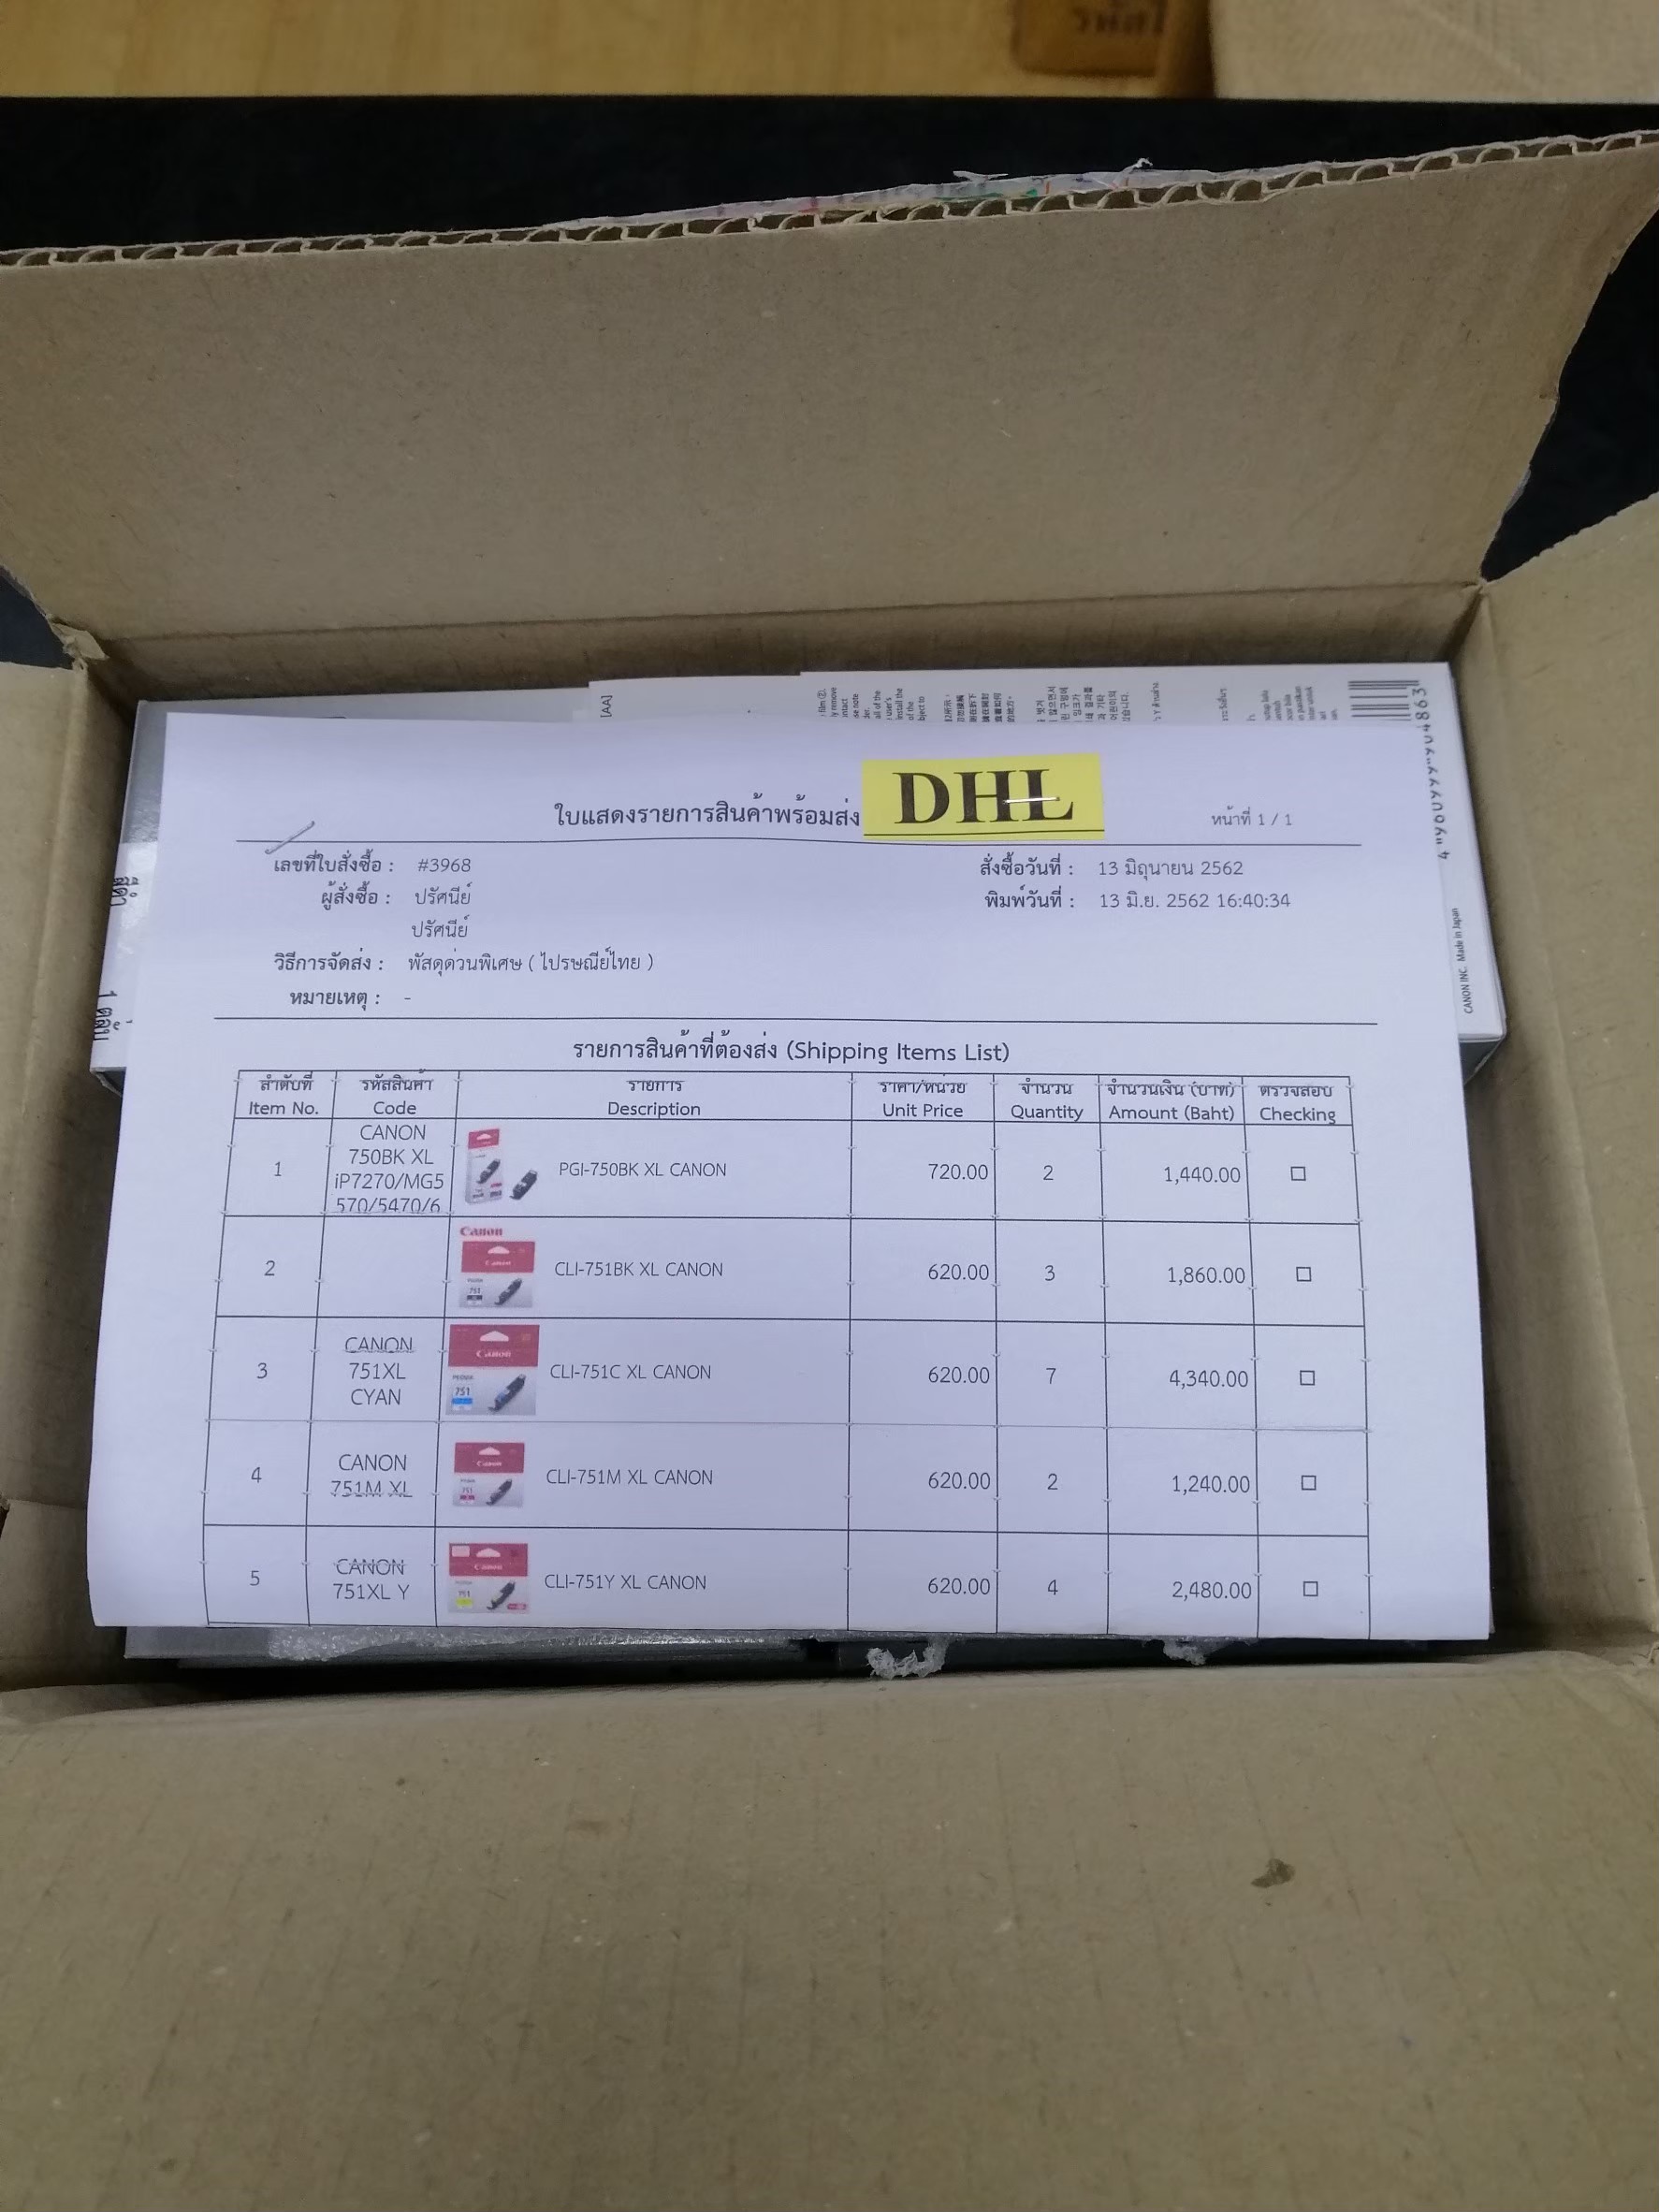 [AA]
CANON INC. Made in Japan
DHL
ใบแสดงรายการสินค้าพร้อมส่ง
หน้าที่ 1 / 1
เลขที่ใบสั่งซื้อ : #3968
สั่งซื้อวันที่ : 13 มิถุนายน 2562
ผู้สั่งซื้อ : ปรัศนีย์
พิมพ์วันที่ : 13 มิ.ย. 2562 16:40:34
ปรัศนีย์
วิธีการจัดส่ง : พัสดุด่วนพิเศษ ( ไปรษณีย์ไทย )
หมายเหตุ : -
รายการสินค้าที่ต้องส่ง (Shipping Items List)
ลำดับที่ รหัสสินค้า รายการ ราคา/หน่วย จำนวน จำนวนเงิน (บาท) ตรวจสอบ
Item No. Code Description Unit Price Quantity Amount (Baht) Checking
CANON
750BK XL
1 iP7270/MG5 PGI-750BK XL CANON 720.00 2 1,440.00
570/5470/6
Canon
2 CLI-751BK XL CANON 620.00 3 1,860.00
751
CANON
Canon
3 751XL CLI-751C XL CANON 620.00 7 4,340.00
CYAN
751
CANON
4 751M XL CLI-751M XL CANON 620.00 2 1,240.00
751
CANON
5 751XL Y CLI-751Y XL CANON 620.00 4 2,480.00
751